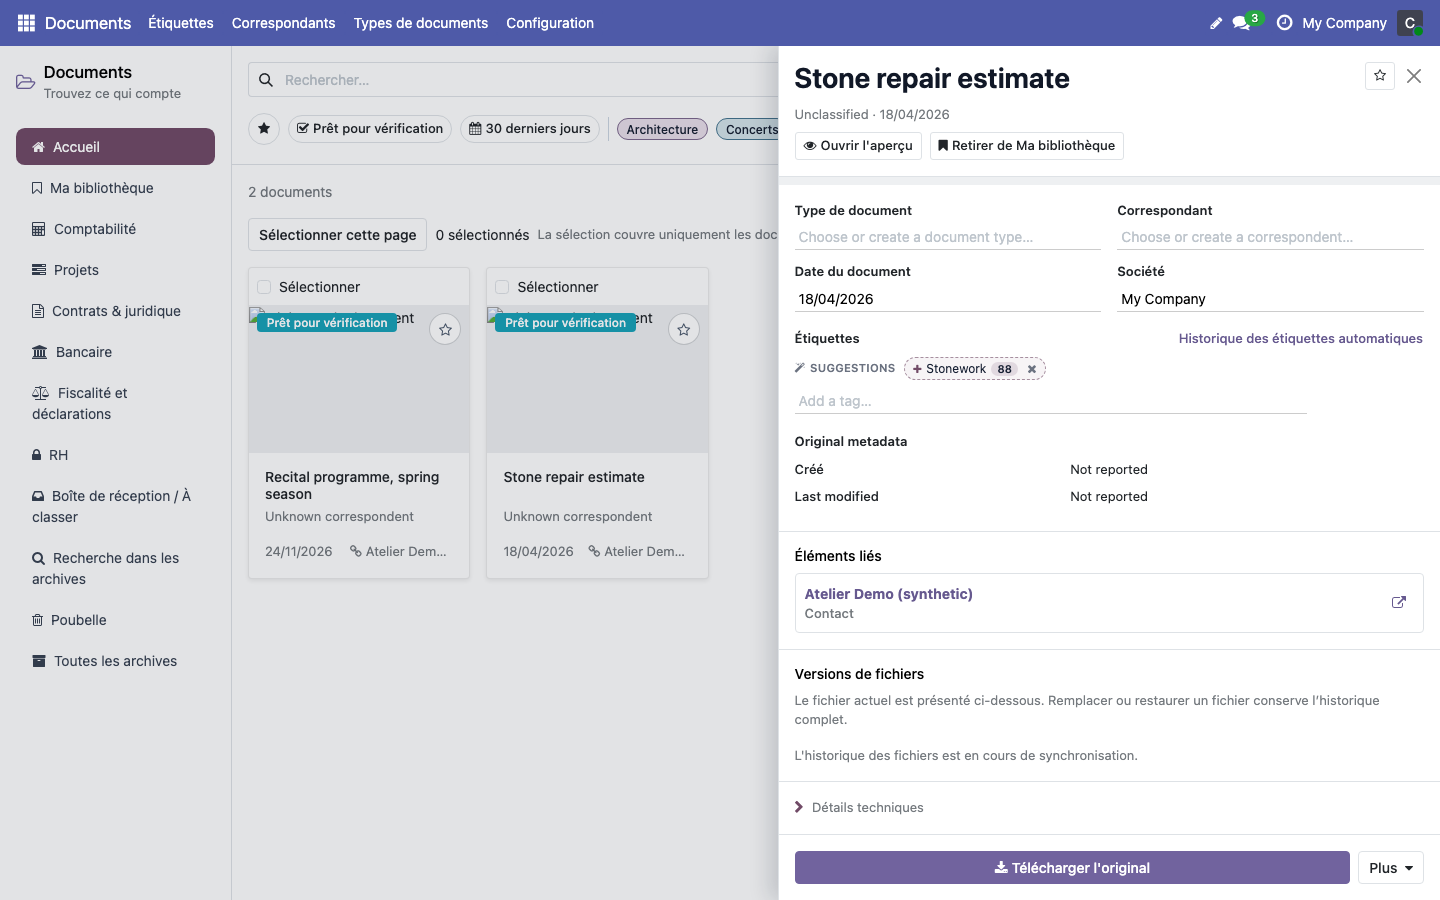 Documents
Étiquettes
Correspondants
Types de documents
Configuration
3
My Company
C
Documents
Trouvez ce qui compte
Accueil
Ma bibliothèque
Comptabilité
Projets
Contrats & juridique
Bancaire
Fiscalité et
déclarations
RH
Boîte de réception / À
classer
Recherche dans les
archives
Poubelle
Toutes les archives
Rechercher...
Prêt pour vérification
30 derniers jours
Architecture
Concerts
2 documents
Sélectionner cette page
0 sélectionnés
La sélection couvre uniquement les doc
Sélectionner
Prêt pour vérification
Recital programme, spring
season
Unknown correspondent
24/11/2026
Atelier Dem...
Sélectionner
Prêt pour vérification
Stone repair estimate
Unknown correspondent
18/04/2026
Atelier Dem...
Stone repair estimate
Unclassified · 18/04/2026
Ouvrir l'aperçu
Retirer de Ma bibliothèque
Type de document
Correspondant
Choose or create a document type...
Choose or create a correspondent...
Date du document
Société
18/04/2026
My Company
Étiquettes
Historique des étiquettes automatiques
SUGGESTIONS
Stonework 88
Add a tag...
Original metadata
Créé
Not reported
Last modified
Not reported
Éléments liés
Atelier Demo (synthetic)
Contact
Versions de fichiers
Le fichier actuel est présenté ci-dessous. Remplacer ou restaurer un fichier conserve l’historique
complet.
L'historique des fichiers est en cours de synchronisation.
Détails techniques
Télécharger l'original
Plus